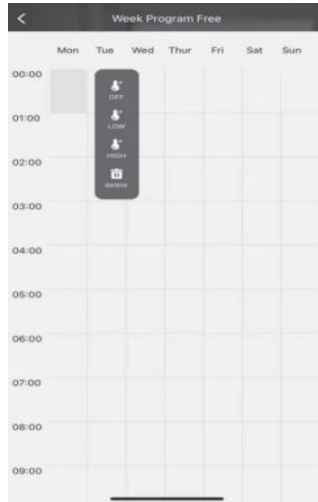 Week Program Free
Mon Tue Wed Thur Fri Sat Sun
00:00
OFF
01:00
LOW
HIGH
02:00
delete
03:00
04:00
05:00
06:00
07:00
08:00
09:00